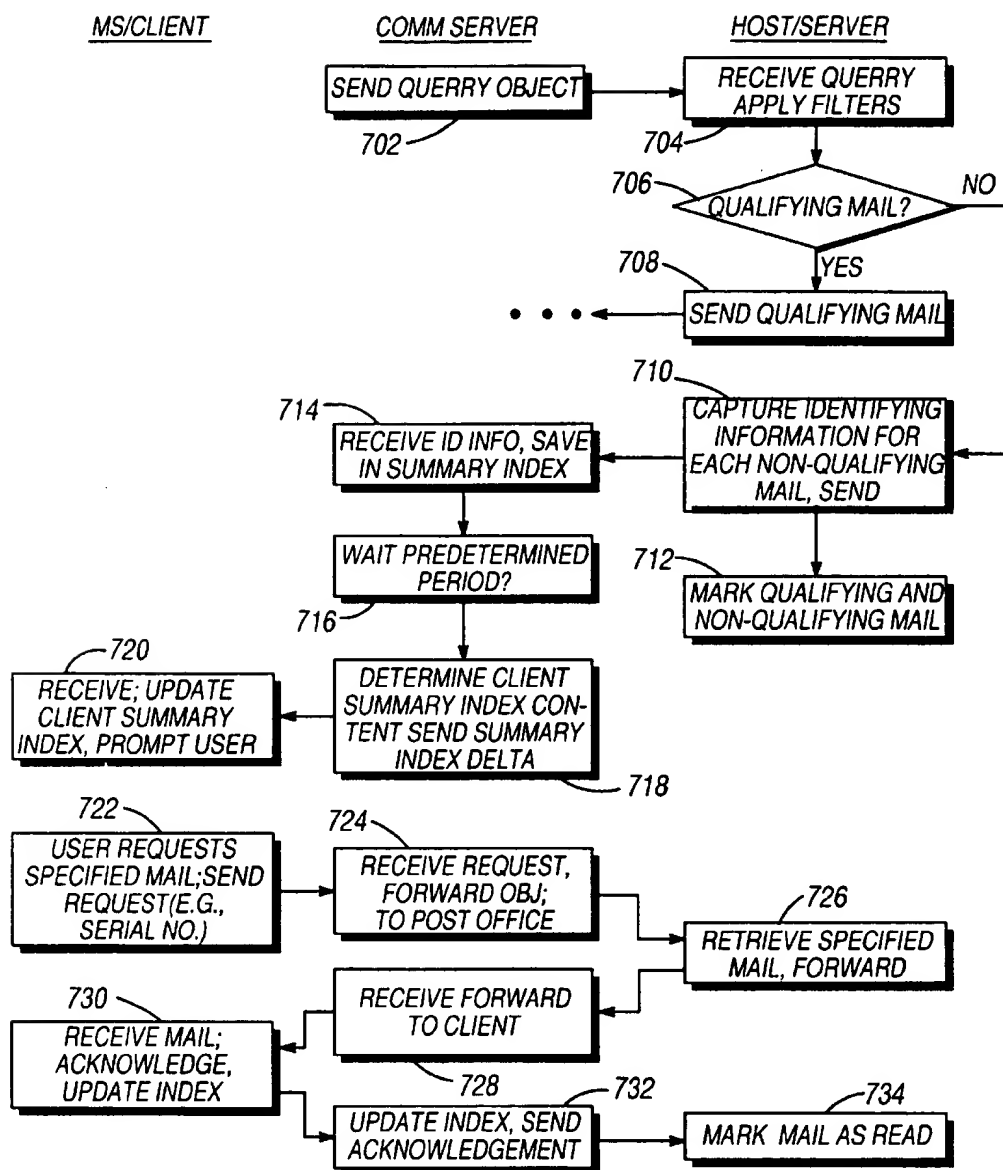 MS/CLIENT
COMM SERVER
HOST/SERVER
SEND QUERRY OBJECT
702
RECEIVE QUERRY
APPLY FILTERS
704
706
QUALIFYING MAIL?
NO
YES
708
SEND QUALIFYING MAIL
710
CAPTURE IDENTIFYING
INFORMATION FOR
EACH NON-QUALIFYING
MAIL, SEND
714
RECEIVE ID INFO, SAVE
IN SUMMARY INDEX
WAIT PREDETERMINED
PERIOD?
716
712
MARK QUALIFYING AND
NON-QUALIFYING MAIL
720
RECEIVE; UPDATE
CLIENT SUMMARY
INDEX, PROMPT USER
DETERMINE CLIENT
SUMMARY INDEX CON-
TENT SEND SUMMARY
INDEX DELTA
718
722
USER REQUESTS
SPECIFIED MAIL;SEND
REQUEST(E.G.,
SERIAL NO.)
724
RECEIVE REQUEST,
FORWARD OBJ;
TO POST OFFICE
726
RETRIEVE SPECIFIED
MAIL, FORWARD
RECEIVE FORWARD
TO CLIENT
728
730
RECEIVE MAIL;
ACKNOWLEDGE,
UPDATE INDEX
732
UPDATE INDEX, SEND
ACKNOWLEDGEMENT
734
MARK MAIL AS READ